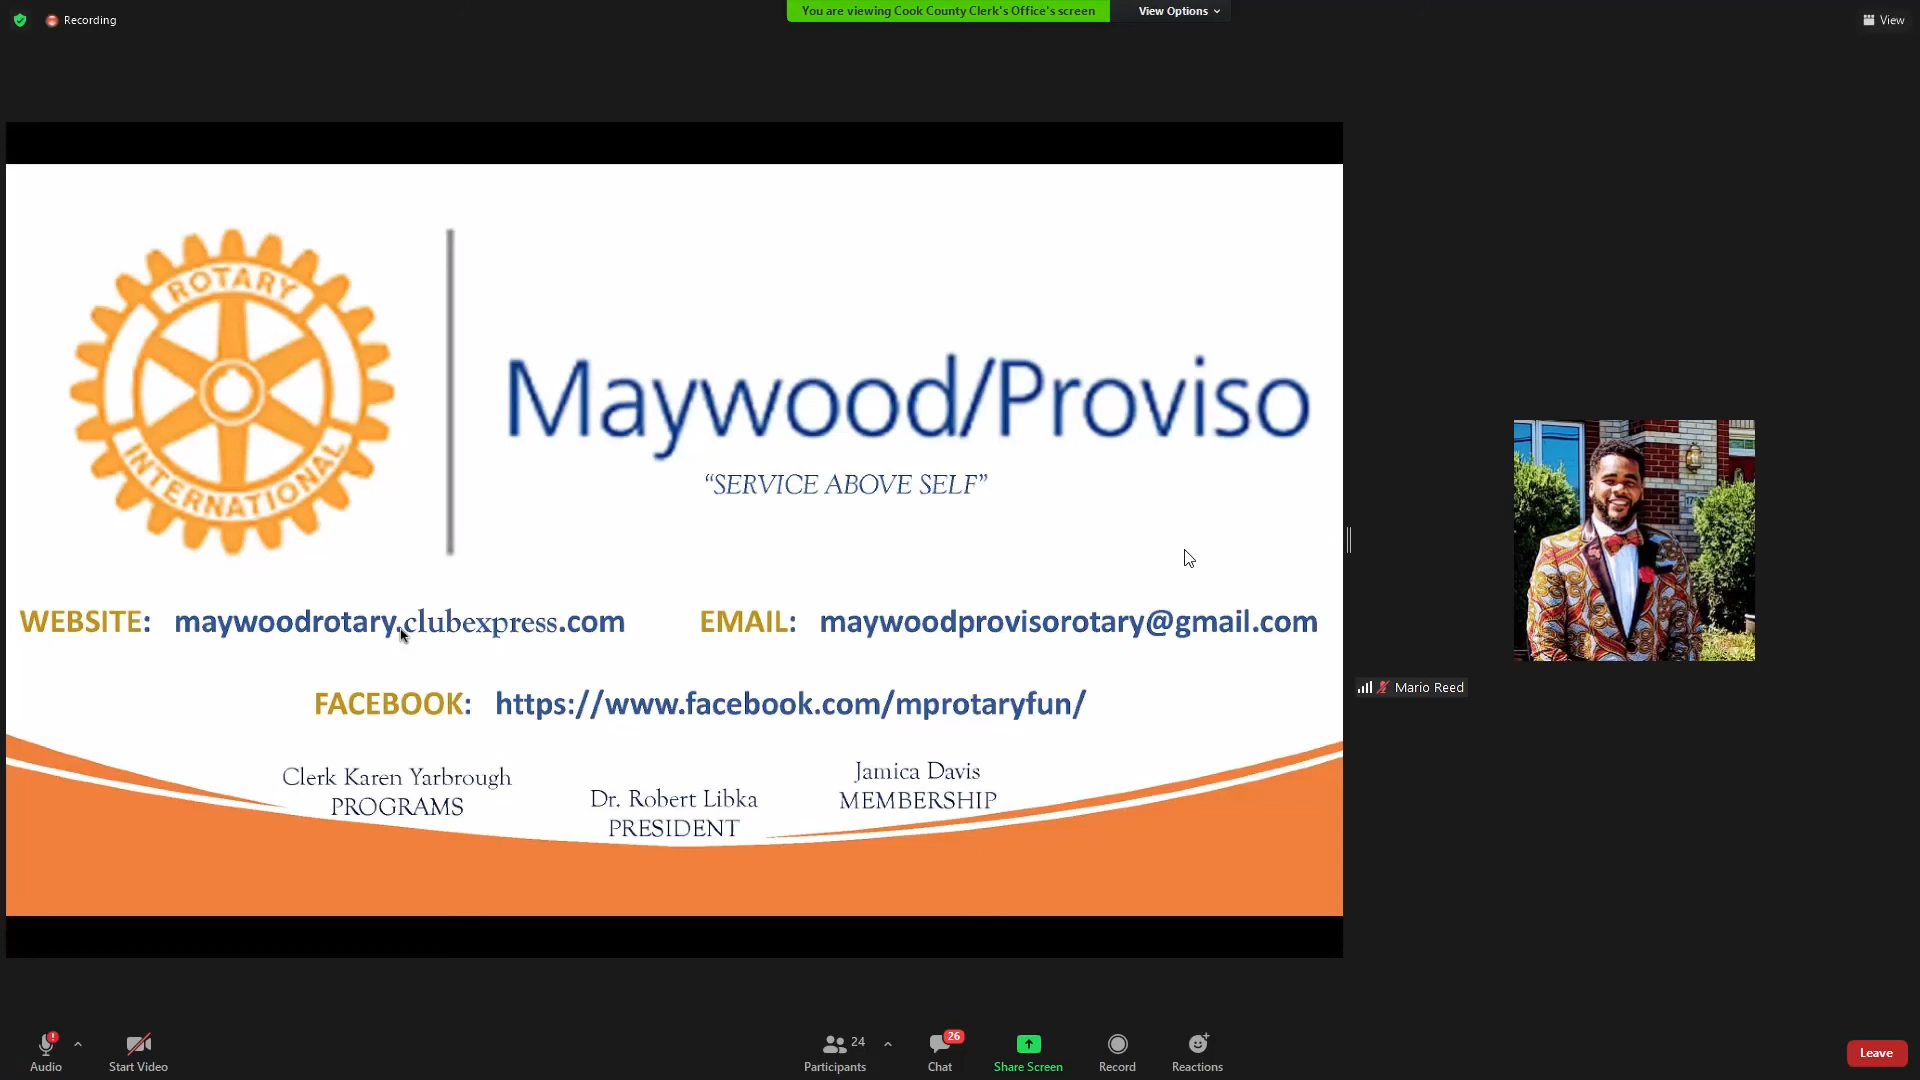 Recording
You are viewing Cook County Clerk's Office's screen
View Options
View
ROTARY
INTERNATIONAL
Maywood/Proviso
“SERVICE ABOVE SELF”
WEBSITE: maywoodrotary.clubexpress.com
EMAIL: maywoodprovisorotary@gmail.com
FACEBOOK: https://www.facebook.com/mprotaryfun/
Clerk Karen Yarbrough
PROGRAMS
Dr. Robert Libka
PRESIDENT
Jamica Davis
MEMBERSHIP
Mario Reed
Audio
Start Video
24
Participants
26
Chat
Share Screen
Record
Reactions
Leave